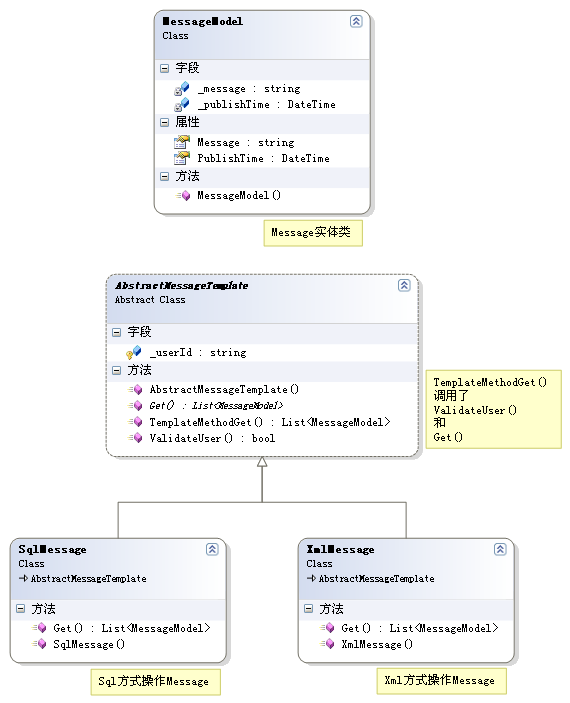 MessageModel
Class
字段
_message : string
_publishTime : DateTime
属性
Message : string
PublishTime : DateTime
方法
MessageModel()
Message实体类
AbstractMessageTemplate
Abstract Class
字段
_userId : string
方法
AbstractMessageTemplate()
Get() : List<MessageModel>
TemplateMethodGet() : List<MessageModel>
ValidateUser() : bool
TemplateMethodGet()
调用了
ValidateUser()
和
Get()
SqlMessage
Class
AbstractMessageTemplate
方法
Get() : List<MessageModel>
SqlMessage()
Sql方式操作Message
XmlMessage
Class
AbstractMessageTemplate
方法
Get() : List<MessageModel>
XmlMessage()
Xml方式操作Message